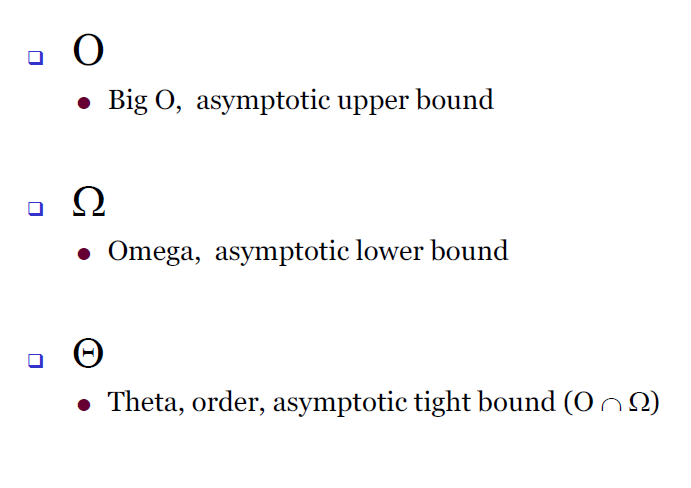 O
Big O, asymptotic upper bound
Ω
Omega, asymptotic lower bound
Θ
Theta, order, asymptotic tight bound (O ∩ Ω)